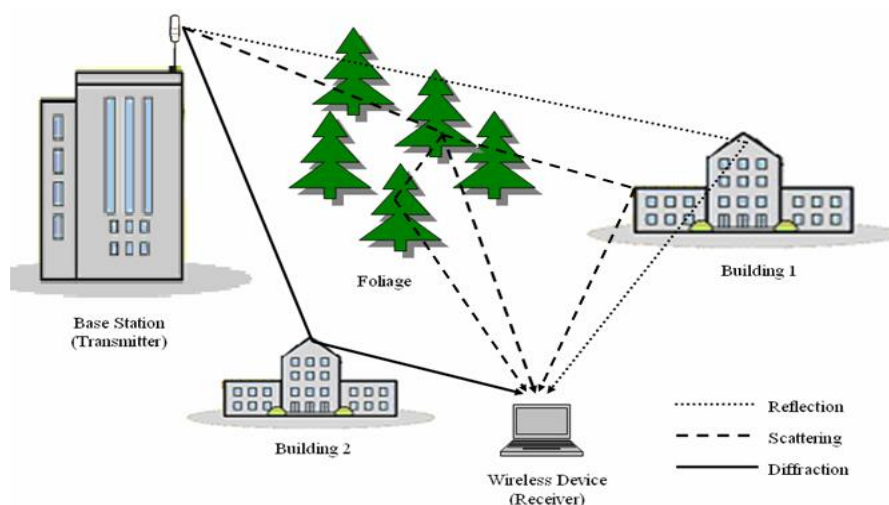 Foliage
Building 1
Base Station
(Transmitter)
Building 2
Wireless Device
(Receiver)
Reflection
Scattering
Diffraction